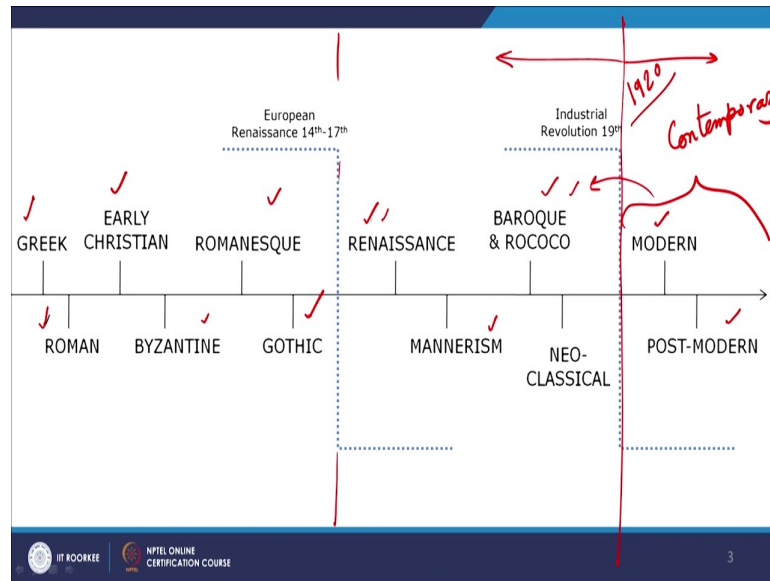 1920
Contemporary
European
Renaissance 14th-17th
Industrial
Revolution 19th
GREEK
EARLY
CHRISTIAN
ROMANESQUE
RENAISSANCE
BAROQUE
& ROCOCO
MODERN
ROMAN
BYZANTINE
GOTHIC
MANNERISM
NEO-
CLASSICAL
POST-MODERN
IIT ROORKEE
NPTEL ONLINE
CERTIFICATION COURSE
3